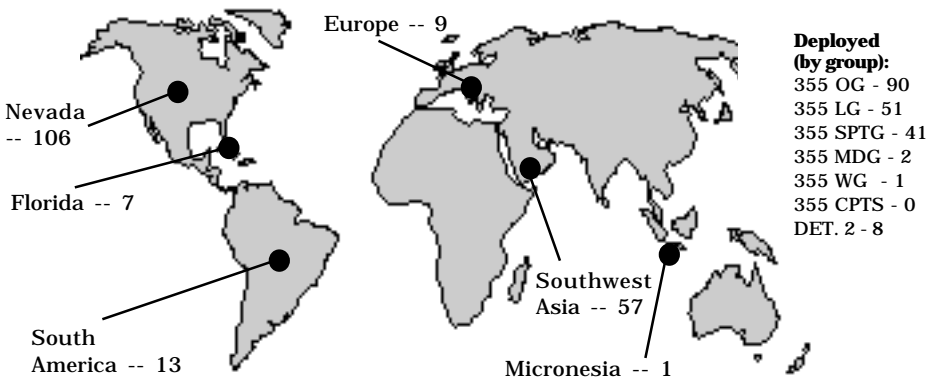 Europe -- 9
Nevada
-- 106
Florida -- 7
South
America -- 13
Southwest
Asia -- 57
Micronesia -- 1
Deployed
(by group):
355 OG - 90
355 LG - 51
355 SPTG - 41
355 MDG - 2
355 WG - 1
355 CPTS - 0
DET. 2 - 8